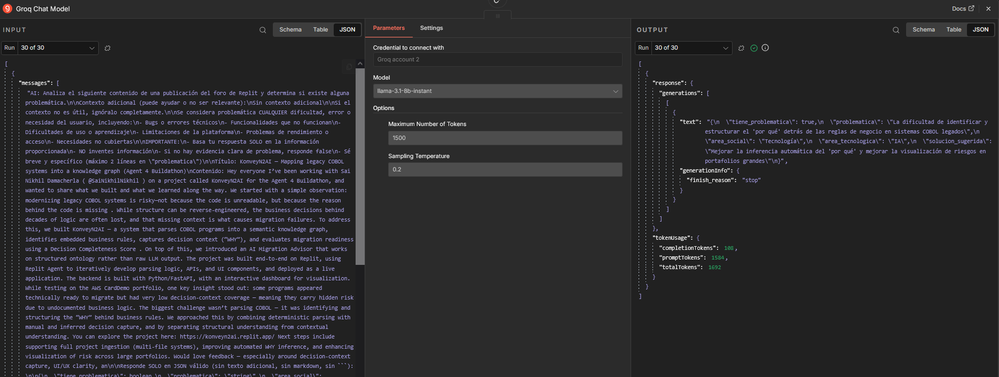 Groq Chat Model
Docs
INPUT
Schema
Table
JSON
Run
30 of 30
[
{
"messages": [
"AI: Analiza el siguiente contenido de una publicación del foro de Replit y determina si existe alguna
problemática.\n\nContexto adicional (puede ayudar o no ser relevante):\nSin contexto adicional\n\nSi el
contexto no es útil, ignóralo completamente.\n\nSe considera problemática CUALQUIER dificultad, error o
necesidad del usuario, incluyendo:\n- Bugs o errores técnicos\n- Funcionalidades que no funcionan\n-
Dificultades de uso o aprendizaje\n- Limitaciones de la plataforma\n- Problemas de rendimiento o
acceso\n- Necesidades no cubiertas\n\nIMPORTANTE:\n- Basa tu respuesta SOLO en la información
proporcionada\n- NO inventes información\n- Si no hay evidencia clara de problema, responde false\n- Sé
breve y específico (máximo 2 líneas en \"problematica\")\n\nTítulo: KonveyN2AI — Mapping legacy COBOL
systems into a knowledge graph (Agent 4 Buildathon)\nContenido: Hey everyone I've been working with Sai
Nikhil Damacherla ( @SaiNikhilNikhil ) on a project called KonveyN2AI for the Agent 4 Buildathon, and
wanted to share what we built and what we learned along the way. We started with a simple observation:
modernizing legacy COBOL systems is risky—not because the code is unreadable, but because the reason
behind the code is missing . While structure can be reverse-engineered, the business decisions behind
decades of logic are often lost, and that missing context is what causes migration failures. To address
this, we built KonveyN2AI — a system that parses COBOL programs into a semantic knowledge graph,
identifies embedded business rules, captures decision context (“WHY”), and evaluates migration readiness
using a Decision Completeness Score . On top of this, we introduced an AI Migration Advisor that works
on structured ontology rather than raw LLM output. The project was built end-to-end on Replit, using
Replit Agent to iteratively develop parsing logic, APIs, and UI components, and deployed as a live
application. The backend is built with Python/FastAPI, with an interactive dashboard for visualization.
While testing on the AWS CardDemo portfolio, one key insight stood out: some programs appeared
technically ready to migrate but had very low decision-context coverage — meaning they carry hidden risk
due to undocumented business logic. The biggest challenge wasn't parsing COBOL — it was identifying and
structuring the “WHY” behind business rules. We approached this by combining deterministic parsing with
manual and inferred decision capture, and by separating structural understanding from contextual
understanding. You can explore the project here: https://konveyn2ai.replit.app/ Next steps include
supporting full project ingestion (multi-file systems), improving automated WHY inference, and enhancing
visualization of risk across large portfolios. Would love feedback — especially around decision-context
capture, UI/UX clarity, an\n\nResponde SOLO en JSON válido (sin texto adicional, sin markdown, sin ```):
\n\n{\n  \"tiene_problematica\": boolean,\n  \"problematica\": \"string\",\n  \"area_social\":
Parameters
Settings
Credential to connect with
Groq account 2
Model
llama-3.1-8b-instant
Options
Maximum Number of Tokens
1500
Sampling Temperature
0.2
OUTPUT
Schema
Table
JSON
Run
30 of 30
[
{
"response": {
"generations": [
[
{
"text": "{\n  \"tiene_problematica\": true,\n  \"problematica\": \"La dificultad de identificar y
estructurar el 'por qué' detrás de las reglas de negocio en sistemas COBOL legados\",\n
\"area_social\": \"Tecnología\",\n  \"area_tecnologica\": \"IA\",\n  \"solucion_sugerida\":
\"Mejorar la inferencia automática del 'por qué' y mejorar la visualización de riesgos en
portafolios grandes\"\n}",
"generationInfo": {
"finish_reason": "stop"
}
}
]
]
},
"tokenUsage": {
"completionTokens": 108,
"promptTokens": 1584,
"totalTokens": 1692
}
}
]